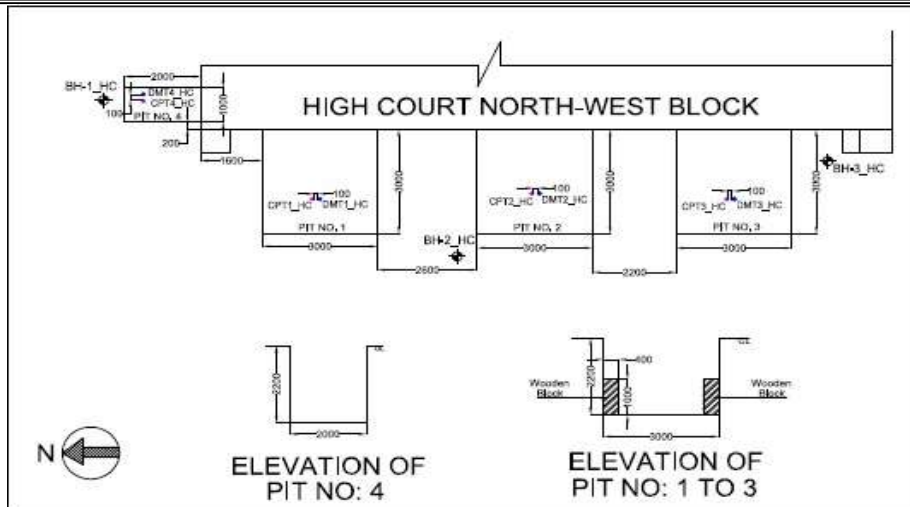 2000
BH-1_HC
DMT4_HC
CPT4_HC
1000
100
PIT NO, 4
200
HIGH COURT NORTH-WEST BLOCK
1600
3000
3000
3000
BH-3_HC
100
CPT1_HC DMT1_HC
100
CPT2_HC DMT2_HC
100
CPT3_HC DMT3_HC
PIT NO, 1
PIT NO, 2
PIT NO, 3
3000
BH-2_HC
3000
3000
2600
2200
GL
GL
2200
2000
400
2200
1000
Wooden
Block
Wooden
Block
3000
N
ELEVATION OF
PIT NO: 4
ELEVATION OF
PIT NO: 1 TO 3